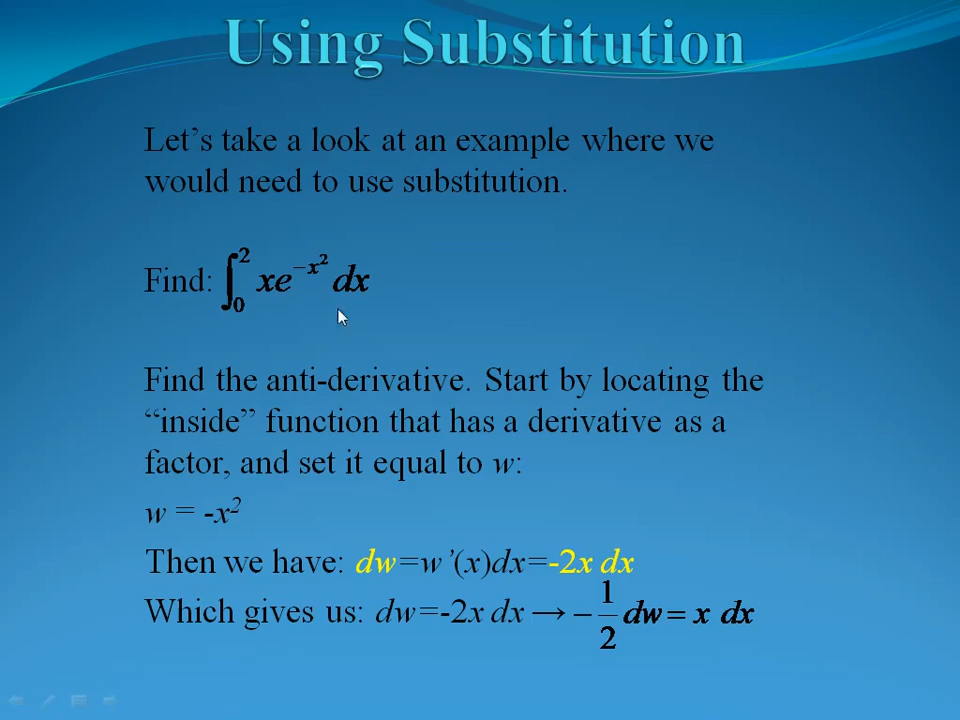 Using Substitution
Let's take a look at an example where we
would need to use substitution.
Find: ∫₀² xe^{-x²} dx
Find the anti-derivative. Start by locating the
“inside” function that has a derivative as a
factor, and set it equal to w:
w = -x²
Then we have: dw=w’(x)dx=-2x dx
Which gives us: dw=-2x dx → -1/2 dw = x dx